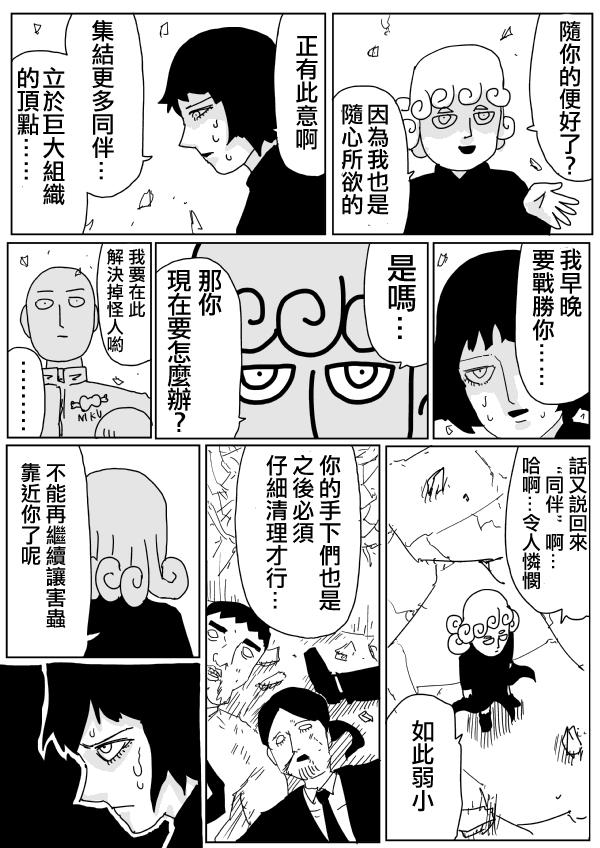 隨你的便好了？
因為我也是
隨心所欲的
正有此意啊
集結更多同伴…
立於巨大組織
的頂點……
我早晚
要戰勝你……
是嗎…
那你
現在要怎麼辦？
我要在此
解決掉怪人喲
………
NKU
話又說回來
“同伴”啊…
哈啊…令人憐憫
如此弱小
你的手下們也是
之後必須
仔細清理才行…
不能再繼續讓害蟲
靠近你了呢